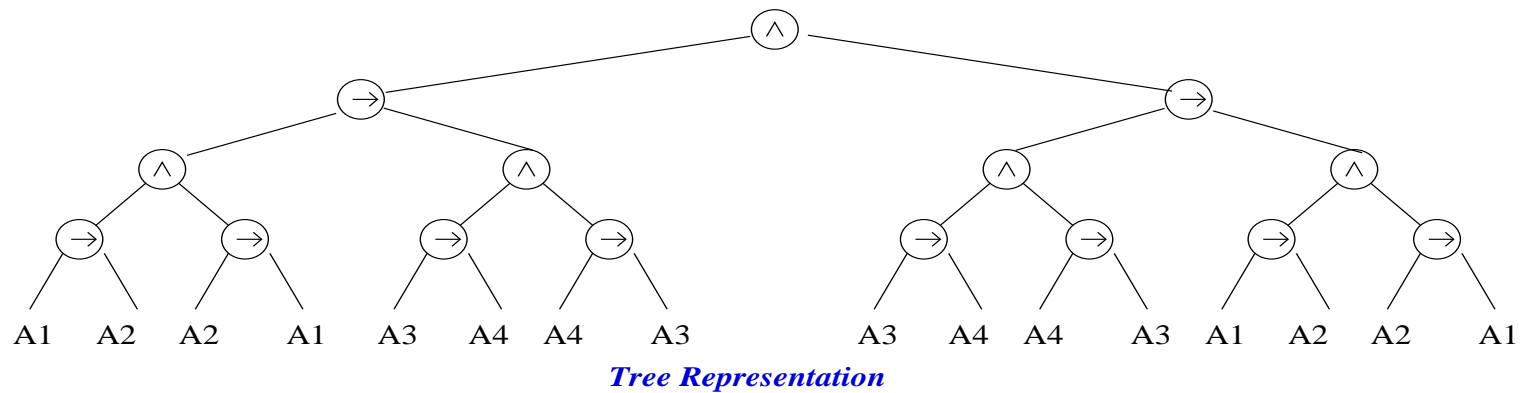 ∧
→ →
∧ ∧ ∧ ∧
→ → → → → → → →
A1 A2 A2 A1 A3 A4 A4 A3 A3 A4 A4 A3 A1 A2 A2 A1
Tree Representation